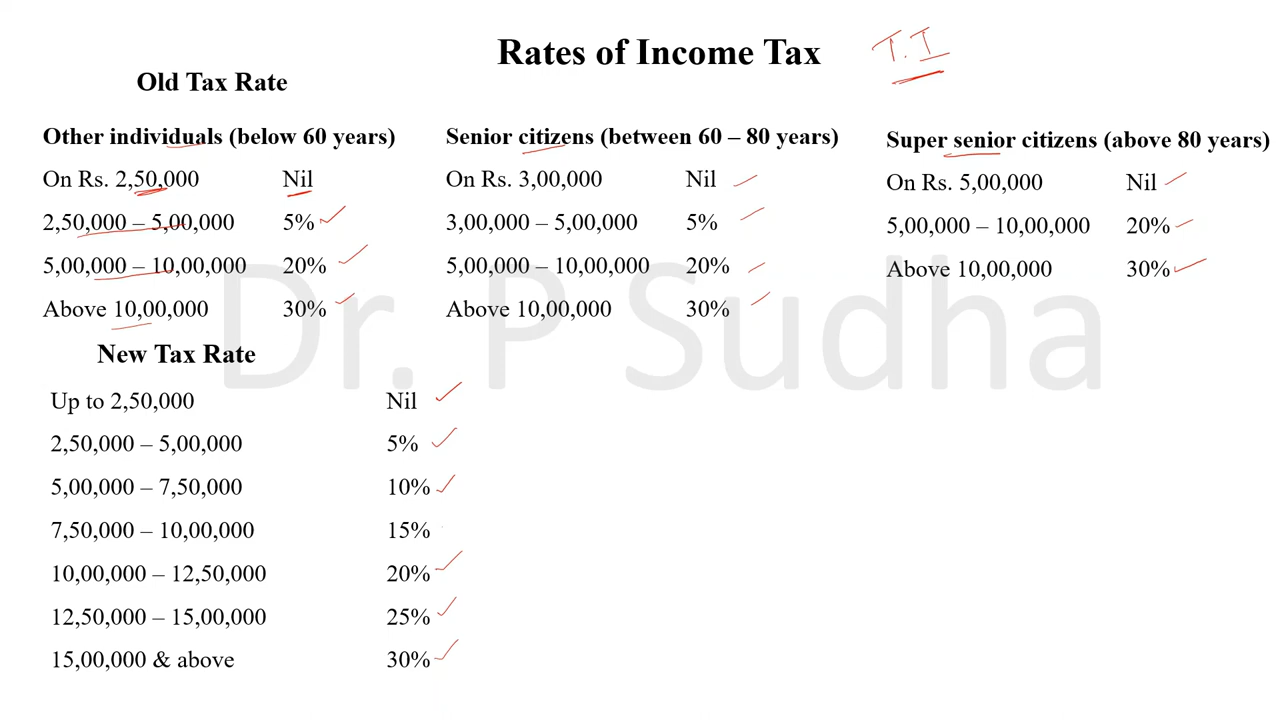 Rates of Income Tax
T.I
Old Tax Rate
Other individuals (below 60 years)
On Rs. 2,50,000 Nil
2,50,000 – 5,00,000 5%
5,00,000 – 10,00,000 20%
Above 10,00,000 30%
Senior citizens (between 60 – 80 years)
On Rs. 3,00,000 Nil
3,00,000 – 5,00,000 5%
5,00,000 – 10,00,000 20%
Above 10,00,000 30%
Super senior citizens (above 80 years)
On Rs. 5,00,000 Nil
5,00,000 – 10,00,000 20%
Above 10,00,000 30%
New Tax Rate
Up to 2,50,000 Nil
2,50,000 – 5,00,000 5%
5,00,000 – 7,50,000 10%
7,50,000 – 10,00,000 15%
10,00,000 – 12,50,000 20%
12,50,000 – 15,00,000 25%
15,00,000 & above 30%
Dr. P Sudha